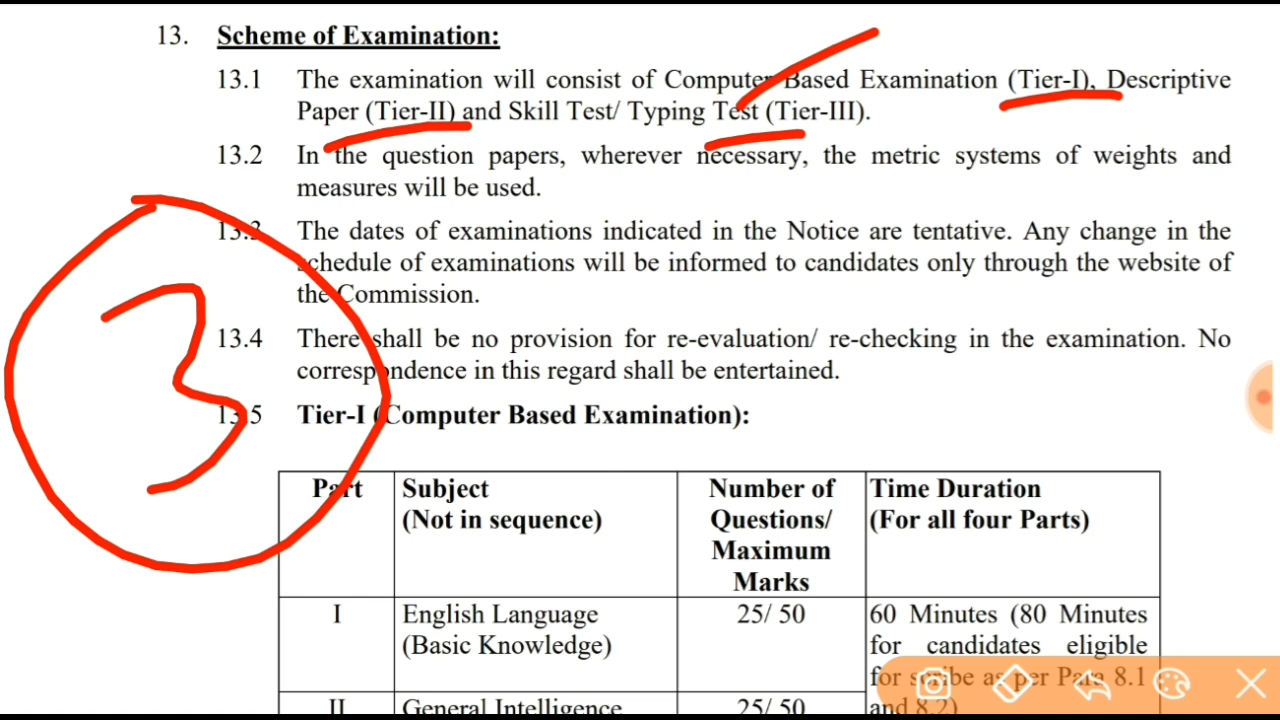 13. Scheme of Examination:
13.1 The examination will consist of Computer Based Examination (Tier-I), Descriptive
Paper (Tier-II) and Skill Test/ Typing Test (Tier-III).
13.2 In the question papers, wherever necessary, the metric systems of weights and
measures will be used.
13.3 The dates of examinations indicated in the Notice are tentative. Any change in the
schedule of examinations will be informed to candidates only through the website of
the Commission.
13.4 There shall be no provision for re-evaluation/ re-checking in the examination. No
correspondence in this regard shall be entertained.
13.5 Tier-I (Computer Based Examination):
3
Part Subject Number of Time Duration
(Not in sequence) Questions/ (For all four Parts)
Maximum
Marks
I English Language 25/ 50 60 Minutes (80 Minutes
(Basic Knowledge) for candidates eligible
for scribe as per Para 8.1
II General Intelligence 25/ 50 and 8.2)